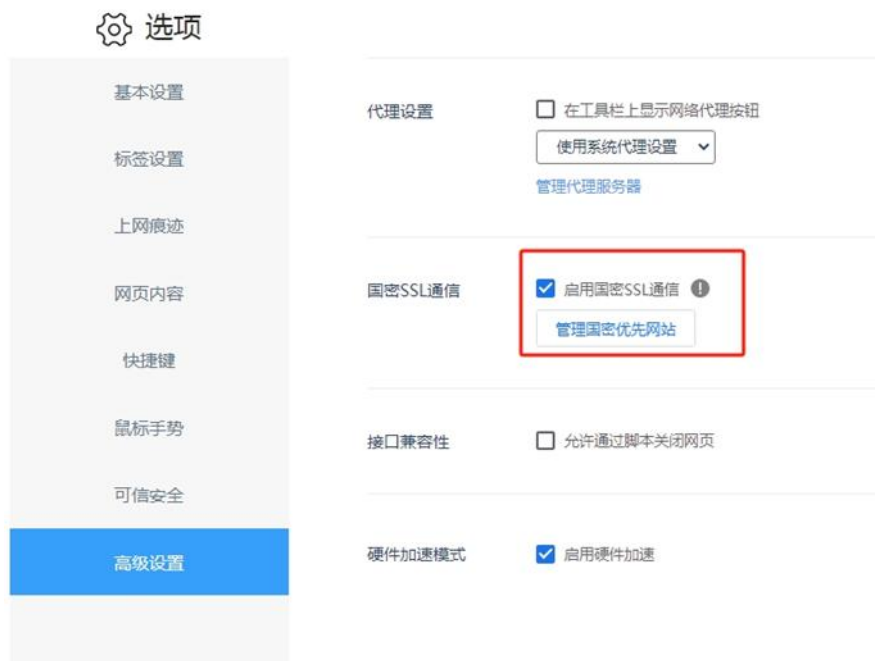 选项
基本设置
标签设置
上网痕迹
网页内容
快捷键
鼠标手势
可信安全
高级设置
代理设置
在工具栏上显示网络代理按钮
使用系统代理设置
管理代理服务器
国密SSL通信
启用国密SSL通信
管理国密优先网站
接口兼容性
允许通过脚本关闭网页
硬件加速模式
启用硬件加速